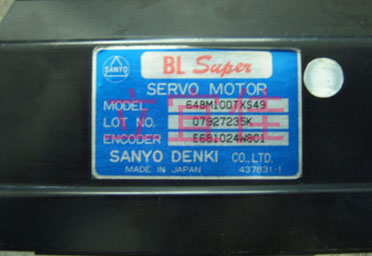 SANYO
BL Super
SERVO MOTOR
MODEL 64BM100TXS49
LOT NO. 07927235K
ENCODER E681024W8C1
SANYO DENKI CO.,LTD.
MADE IN JAPAN 437831-1